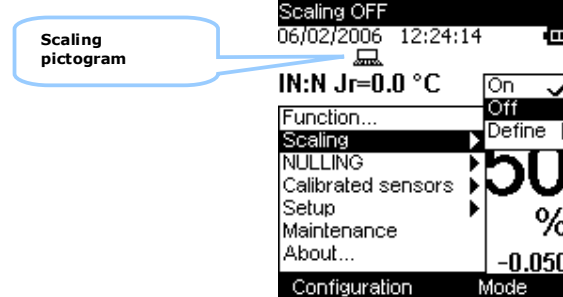 Scaling
pictogram
Scaling OFF
06/02/2006 12:24:14
IN:N Jr=0.0 °C
On
Off
Define
Function...
Scaling
NULLING
Calibrated sensors
Setup
Maintenance
About...
50
%
-0.050
Configuration Mode